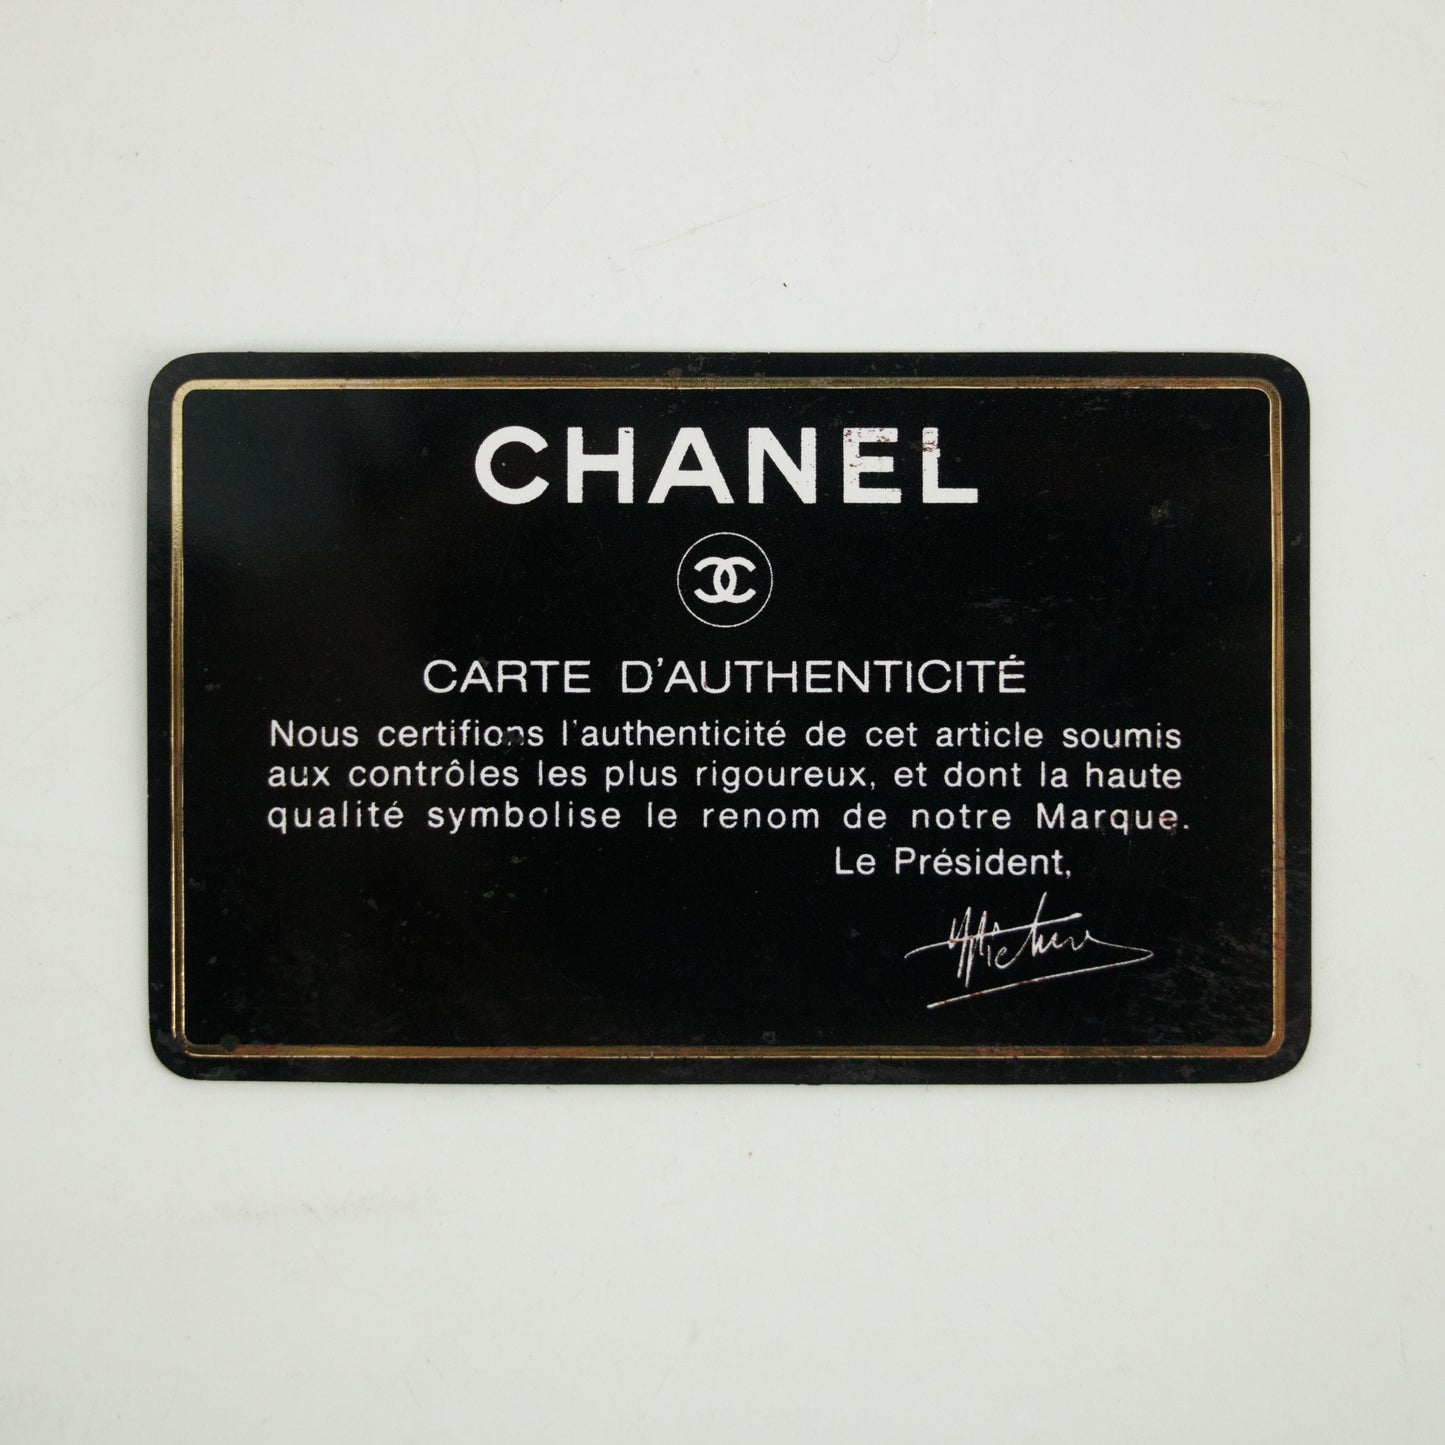 CHANEL
CARTE D'AUTHENTICITÉ
Nous certifions l'authenticité de cet article soumis
aux contrôles les plus rigoureux, et dont la haute
qualité symbolise le renom de notre Marque.
Le Président,